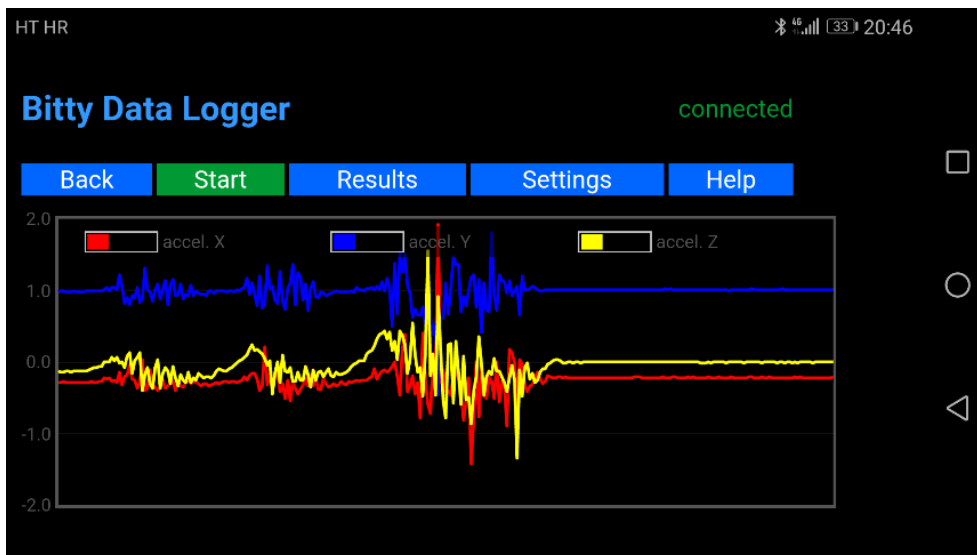 HT HR 4G 33 20:46
Bitty Data Logger connected
Back Start Results Settings Help
2.0 accel. X accel. Y accel. Z
1.0
0.0
-1.0
-2.0